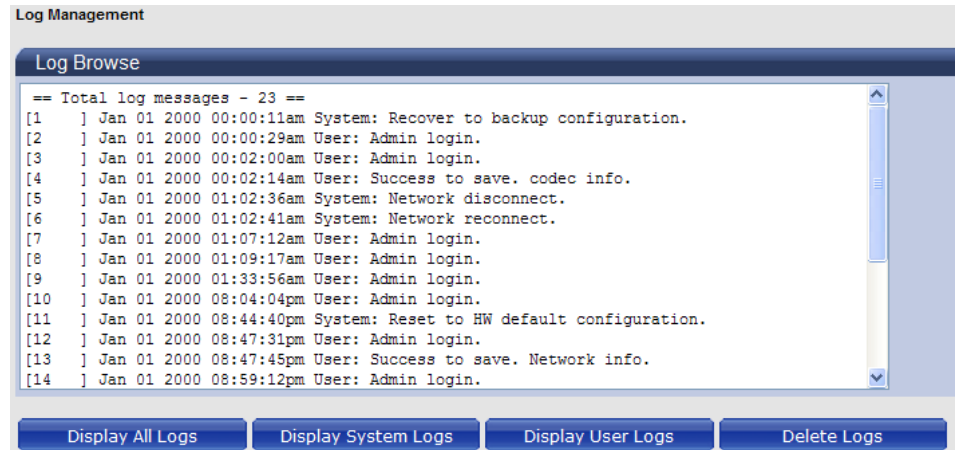 Log Management
Log Browse
== Total log messages - 23 ==
[1 ] Jan 01 2000 00:00:11am System: Recover to backup configuration.
[2 ] Jan 01 2000 00:00:29am User: Admin login.
[3 ] Jan 01 2000 00:02:00am User: Admin login.
[4 ] Jan 01 2000 00:02:14am User: Success to save. codec info.
[5 ] Jan 01 2000 01:02:36am System: Network disconnect.
[6 ] Jan 01 2000 01:02:41am System: Network reconnect.
[7 ] Jan 01 2000 01:07:12am User: Admin login.
[8 ] Jan 01 2000 01:09:17am User: Admin login.
[9 ] Jan 01 2000 01:33:56am User: Admin login.
[10 ] Jan 01 2000 08:04:04pm User: Admin login.
[11 ] Jan 01 2000 08:44:40pm System: Reset to HW default configuration.
[12 ] Jan 01 2000 08:47:31pm User: Admin login.
[13 ] Jan 01 2000 08:47:45pm User: Success to save. Network info.
[14 ] Jan 01 2000 08:59:12pm User: Admin login.
Display All Logs Display System Logs Display User Logs Delete Logs